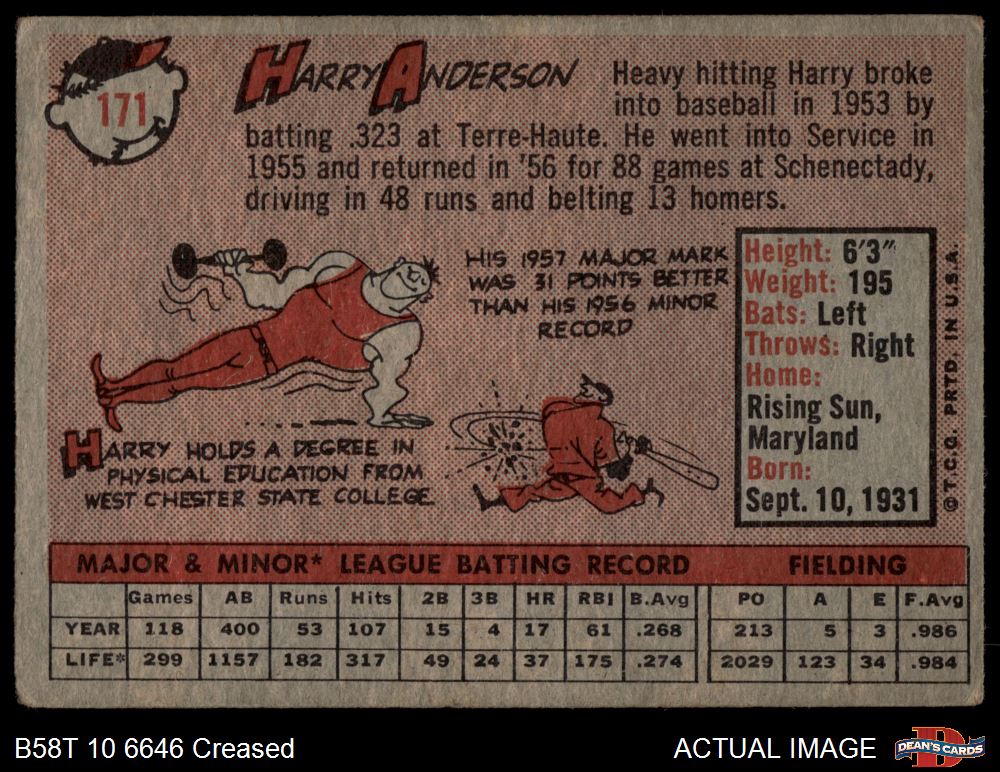 171
HARRY ANDERSON
Heavy hitting Harry broke
into baseball in 1953 by
batting .323 at Terre-Haute. He went into Service in
1955 and returned in '56 for 88 games at Schenectady,
driving in 48 runs and belting 13 homers.
HIS 1957 MAJOR MARK
WAS 31 POINTS BETTER
THAN HIS 1956 MINOR
RECORD
HARRY HOLDS A DEGREE IN
PHYSICAL EDUCATION FROM
WEST CHESTER STATE COLLEGE
Height: 6'3"
Weight: 195
Bats: Left
Throws: Right
Home:
Rising Sun,
Maryland
Born:
Sept. 10, 1931
© T.C.G. PRTD. IN U.S.A.
MAJOR & MINOR* LEAGUE BATTING RECORD FIELDING
Games AB Runs Hits 2B 3B HR RBI B.Avg PO A E F.Avg
YEAR 118 400 53 107 15 4 17 61 .268 213 5 3 .986
LIFE* 299 1157 182 317 49 24 37 175 .274 2029 123 34 .984
B58T 10 6646 Creased ACTUAL IMAGE
D
DEAN'S CARDS